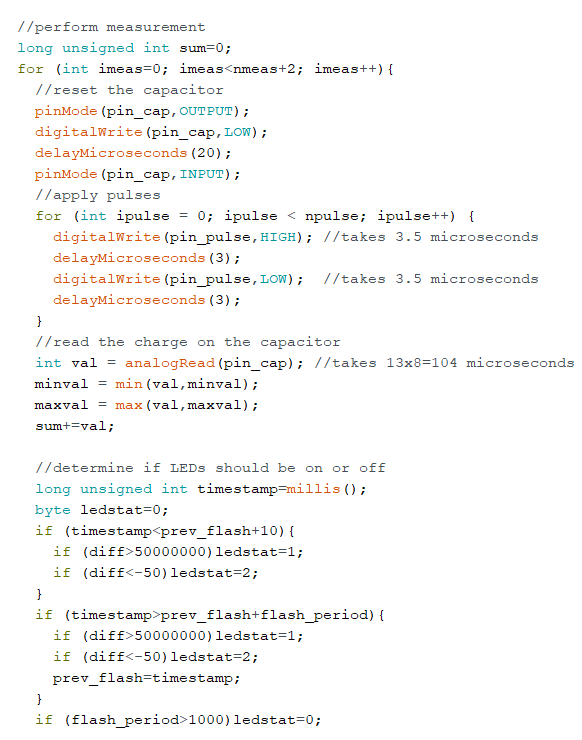 //perform measurement
long unsigned int sum=0;
for (int imeas=0; imeas<nmeas+2; imeas++){
  //reset the capacitor
  pinMode(pin_cap,OUTPUT);
  digitalWrite(pin_cap,LOW);
  delayMicroseconds(20);
  pinMode(pin_cap,INPUT);
  //apply pulses
  for (int ipulse = 0; ipulse < npulse; ipulse++) {
    digitalWrite(pin_pulse,HIGH); //takes 3.5 microseconds
    delayMicroseconds(3);
    digitalWrite(pin_pulse,LOW);  //takes 3.5 microseconds
    delayMicroseconds(3);
  }
  //read the charge on the capacitor
  int val = analogRead(pin_cap); //takes 13x8=104 microseconds
  minval = min(val,minval);
  maxval = max(val,maxval);
  sum+=val;

  //determine if LEDs should be on or off
  long unsigned int timestamp=millis();
  byte ledstat=0;
  if (timestamp<prev_flash+10){
    if (diff>50000000)ledstat=1;
    if (diff<-50)ledstat=2;
  }
  if (timestamp>prev_flash+flash_period){
    if (diff>50000000)ledstat=1;
    if (diff<-50)ledstat=2;
    prev_flash=timestamp;
  }
  if (flash_period>1000)ledstat=0;